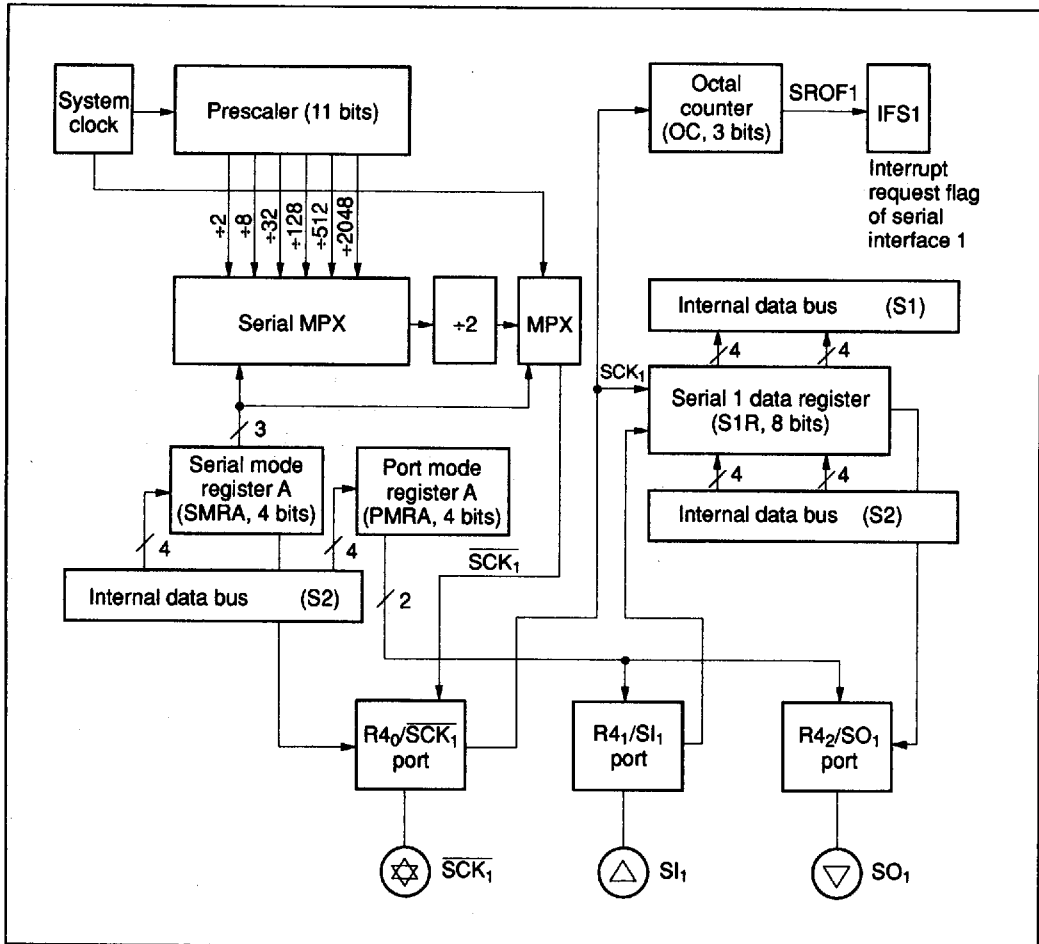 System
clock
Prescaler (11 bits)
Octal
counter
(OC, 3 bits)
SROF1
IFS1
Interrupt
request flag
of serial
interface 1
÷2
÷8
÷32
÷128
÷512
÷2048
Serial MPX
÷2
MPX
Internal data bus (S1)
4
4
SCK₁
Serial 1 data register
(S1R, 8 bits)
3
Serial mode
register A
(SMRA, 4 bits)
Port mode
register A
(PMRA, 4 bits)
4
4
Internal data bus (S2)
4
4
S̅C̅K̅₁̅
Internal data bus (S2)
2
R4₀/S̅C̅K̅₁̅
port
R4₁/SI₁
port
R4₂/SO₁
port
S̅C̅K̅₁̅
SI₁
SO₁